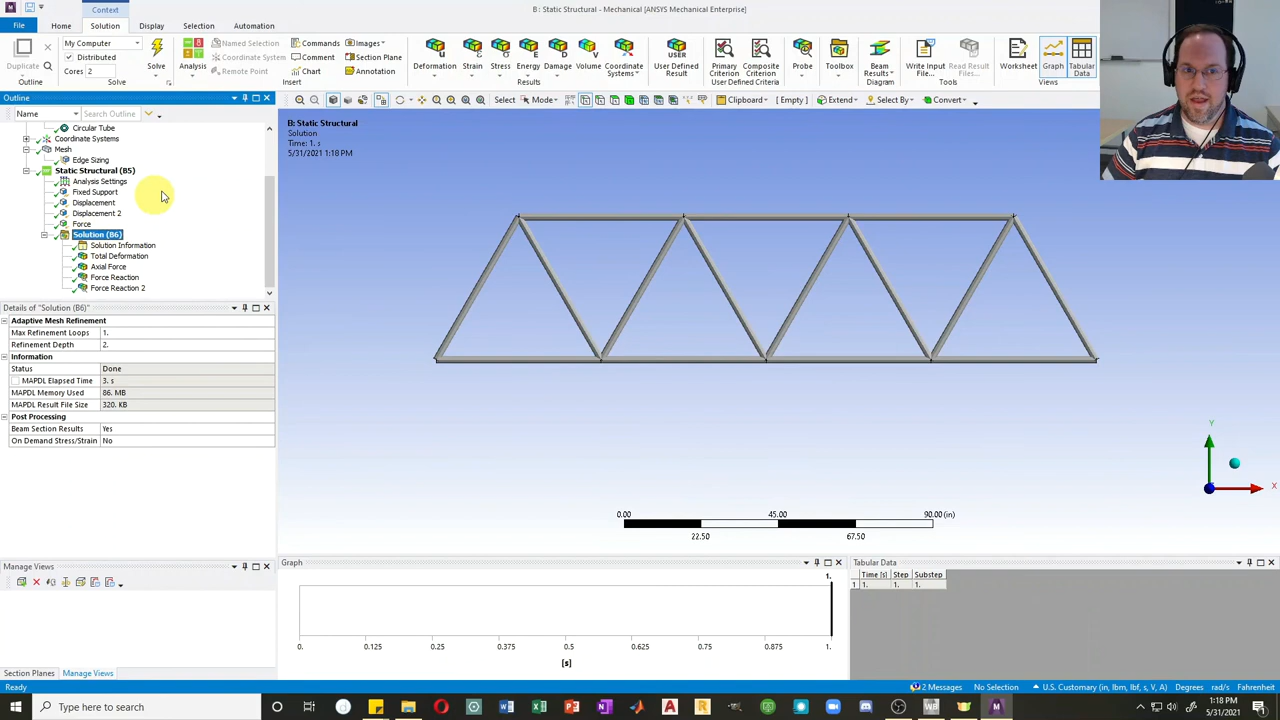 Context
B : Static Structural - Mechanical [ANSYS Mechanical Enterprise]
File Home Solution Display Selection Automation
Duplicate
Outline
My Computer
Distributed
Cores 2
Solve
Solve
Analysis
Named Selection
Coordinate System
Remote Point
Commands
Comment
Chart
Images
Section Plane
Annotation
Insert
Deformation Strain Stress Energy Damage Volume Coordinate Systems
Results
User Defined Result
USER
Primary Criterion
Composite Criterion
User Defined Criteria
Probe
Toolbox
Tools
Beam Results
Diagram
Write Input File...
Read Result Files...
Worksheet
Graph
Tabular Data
Views
Outline
Select Mode Clipboard [ Empty ] Extend Select By Convert
Name Search Outline
Circular Tube
Coordinate Systems
Mesh
Edge Sizing
Static Structural (B5)
Analysis Settings
Fixed Support
Displacement
Displacement 2
Force
Solution (B6)
Solution Information
Total Deformation
Axial Force
Force Reaction
Force Reaction 2
B: Static Structural
Solution
Time: 1. s
5/31/2021 1:18 PM
Details of "Solution (B6)"
Adaptive Mesh Refinement
Max Refinement Loops 1.
Refinement Depth 2.
Information
Status Done
MAPDL Elapsed Time 3. s
MAPDL Memory Used 86. MB
MAPDL Result File Size 320. KB
Post Processing
Beam Section Results Yes
On Demand Stress/Strain No
Y
X
0.00 45.00 90.00 (in)
22.50 67.50
Manage Views
Section Planes Manage Views
Graph
1.
0. 0.125 0.25 0.375 0.5 0.625 0.75 0.875 1.
[s]
Tabular Data
Time [s] Step Substep
1 1. 1. 1.
Ready
2 Messages No Selection U.S. Customary (in, lbm, lbf, s, V, A) Degrees rad/s Fahrenheit
Type here to search
1:18 PM
5/31/2021